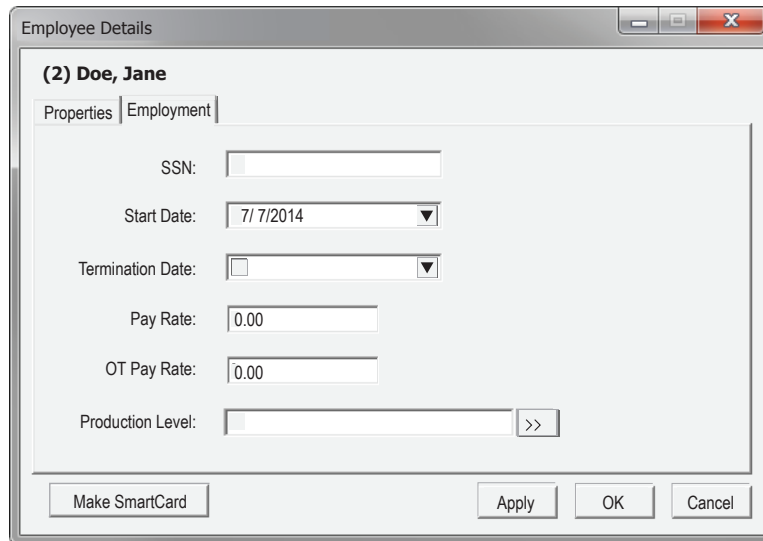 Employee Details
(2) Doe, Jane
Properties Employment
SSN:
Start Date: 7/ 7/2014
Termination Date:
Pay Rate: 0.00
OT Pay Rate: 0.00
Production Level: >>
Make SmartCard Apply OK Cancel